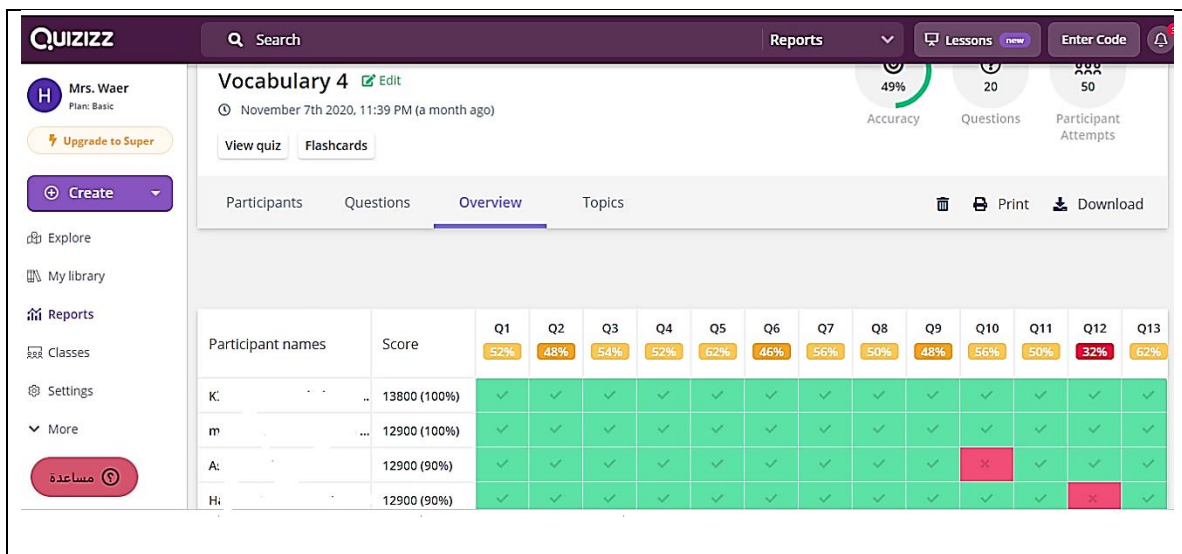 QUIZIZZ
Search
Reports
Lessons new
Enter Code
H
Mrs. Waer
Plan: Basic
Upgrade to Super
Create
Explore
My library
Reports
Classes
Settings
More
مساعدة
Vocabulary 4 Edit
November 7th 2020, 11:39 PM (a month ago)
View quiz Flashcards
49%
Accuracy
20
Questions
50
Participant
Attempts
Participants Questions Overview Topics
Print Download
Participant names Score Q1 Q2 Q3 Q4 Q5 Q6 Q7 Q8 Q9 Q10 Q11 Q12 Q13
52% 48% 54% 52% 62% 46% 56% 50% 48% 56% 50% 32% 62%
.. 13800 (100%)
m ... 12900 (100%)
12900 (90%)
12900 (90%)